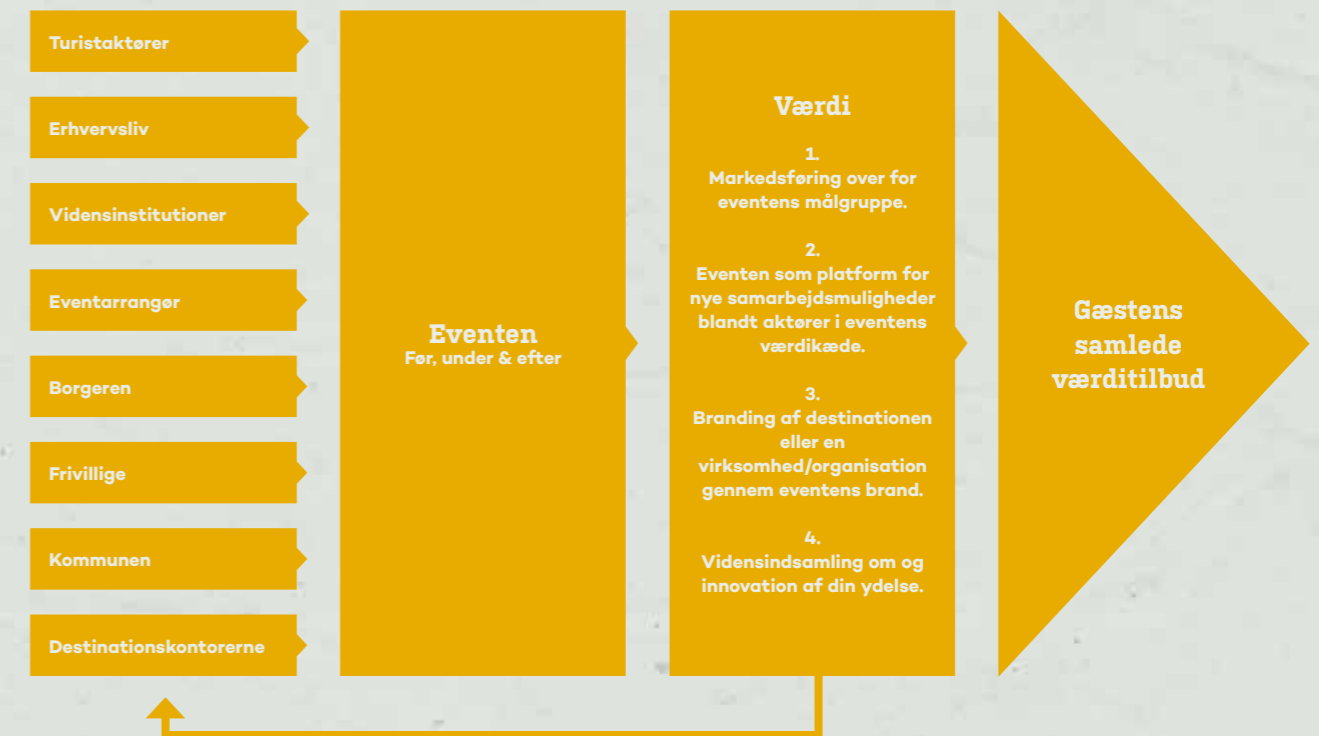 Turistaktører
Erhvervsliv
Vidensinstitutioner
Eventarrangør
Borgeren
Frivillige
Kommunen
Destinationskontorerne
Eventen
Før, under & efter
Værdi
1.
Markedsføring over for
eventens målgruppe.
2.
Eventen som platform for
nye samarbejdsmuligheder
blandt aktører i eventens
værdikæde.
3.
Branding af destinationen
eller en
virksomhed/organisation
gennem eventens brand.
4.
Vidensindsamling om og
innovation af din ydelse.
Gæstens
samlede
værditilbud